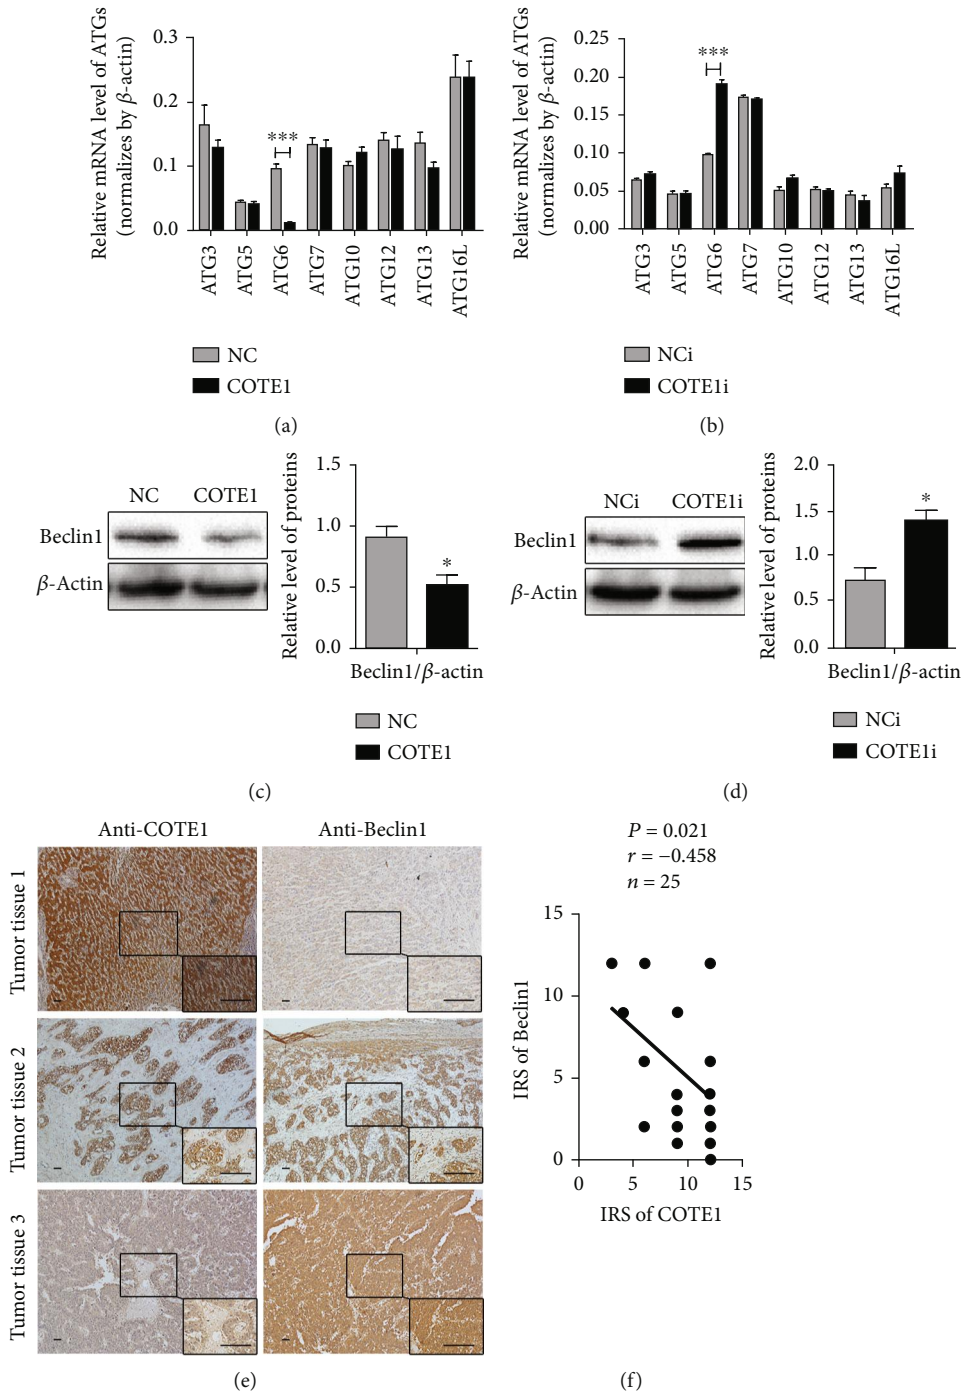 Relative mRNA level of ATGs
(normalizes by β-actin)
0.3
0.2
0.1
0.0
***
ATG3
ATG5
ATG6
ATG7
ATG10
ATG12
ATG13
ATG16L
NC
COTE1
(a)
Relative mRNA level of ATGs
(normalizes by β-actin)
0.25
0.20
0.15
0.10
0.05
0.00
***
ATG3
ATG5
ATG6
ATG7
ATG10
ATG12
ATG13
ATG16L
NCi
COTE1i
(b)
NC COTE1
Beclin1
β-Actin
Relative level of proteins
1.5
1.0
0.5
0.0
*
Beclin1/β-actin
NC
COTE1
(c)
NCi COTE1i
Beclin1
β-Actin
Relative level of proteins
2.0
1.5
1.0
1.5
0.0
*
Beclin1/β-actin
NCi
COTE1i
(d)
Anti-COTE1 Anti-Beclin1
Tumor tissue 1
Tumor tissue 2
Tumor tissue 3
(e)
P = 0.021
r = −0.458
n = 25
IRS of Beclin1
15
10
5
0
0 5 10 15
IRS of COTE1
(f)